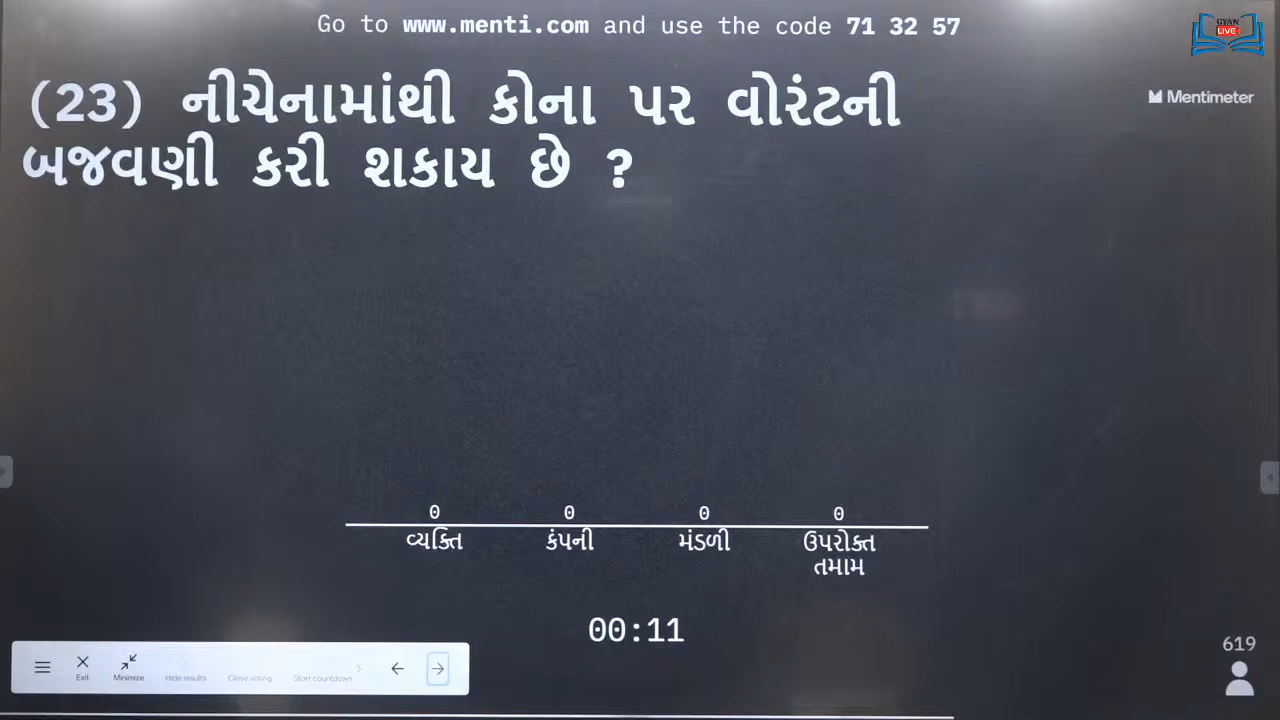 Go to www.menti.com and use the code 71 32 57
GYAN
LIVE
Mentimeter
(23) નીચેનામાંથી કોના પર વોરંટની
બજવણી કરી શકાય છે ?
0 0 0 0
વ્યક્તિ કંપની મંડળી ઉપરોક્ત
તમામ
00:11
619
Exit Minimize Hide results Close voting Start countdown